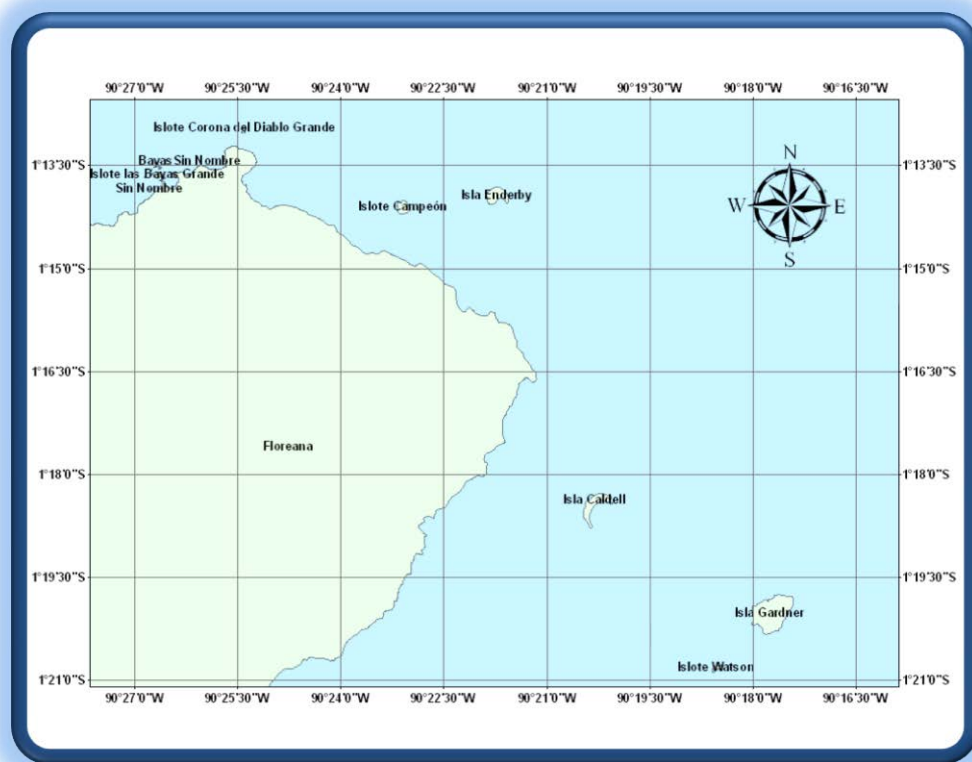 90°27'0"W 90°25'30"W 90°24'0"W 90°22'30"W 90°21'0"W 90°19'30"W 90°18'0"W 90°16'30"W
Islote Corona del Diablo Grande
1°13'30"S 1°13'30"S
Bayas Sin Nombre
Islote las Bayas Grande
Sin Nombre
Isla Enderby
Islote Campeón
N
W E
S
1°15'0"S 1°15'0"S
1°16'30"S 1°16'30"S
Floreana
1°18'0"S 1°18'0"S
Isla Caldell
1°19'30"S 1°19'30"S
Isla Gardner
Islote Watson
1°21'0"S 1°21'0"S
90°27'0"W 90°25'30"W 90°24'0"W 90°22'30"W 90°21'0"W 90°19'30"W 90°18'0"W 90°16'30"W